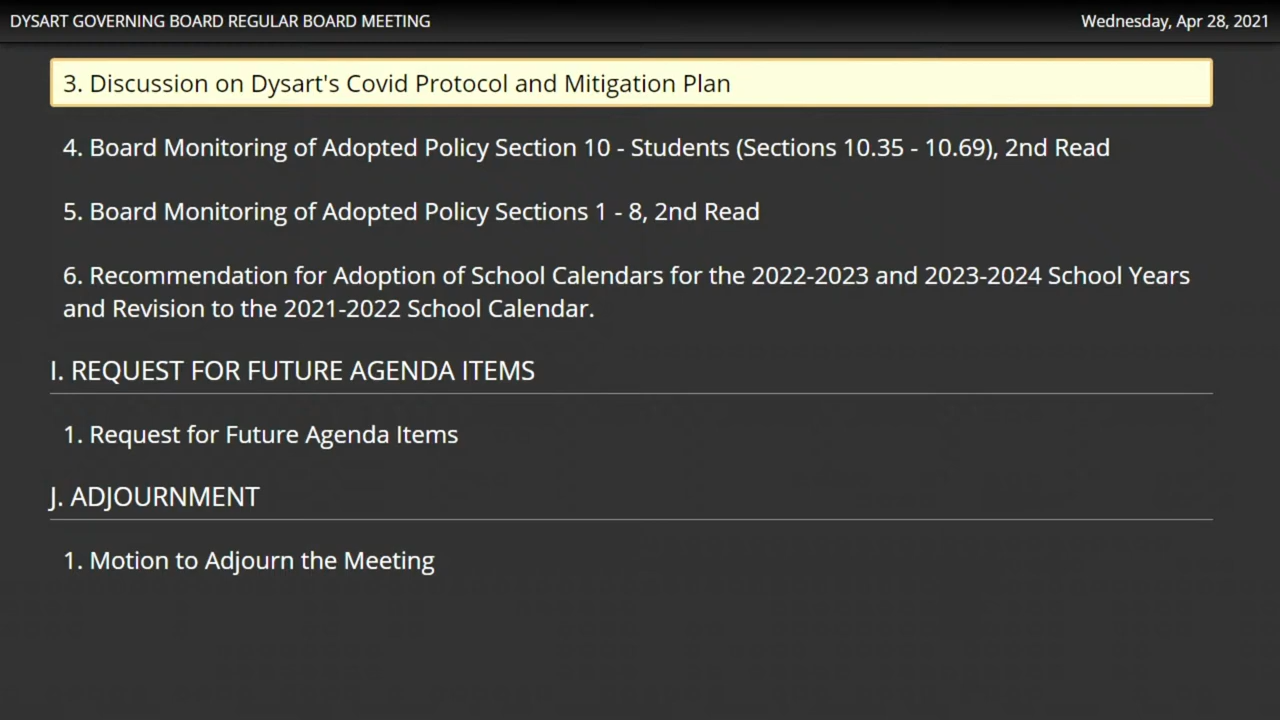 DYSART GOVERNING BOARD REGULAR BOARD MEETING
Wednesday, Apr 28, 2021
3. Discussion on Dysart's Covid Protocol and Mitigation Plan
4. Board Monitoring of Adopted Policy Section 10 - Students (Sections 10.35 - 10.69), 2nd Read
5. Board Monitoring of Adopted Policy Sections 1 - 8, 2nd Read
6. Recommendation for Adoption of School Calendars for the 2022-2023 and 2023-2024 School Years
and Revision to the 2021-2022 School Calendar.
I. REQUEST FOR FUTURE AGENDA ITEMS
1. Request for Future Agenda Items
J. ADJOURNMENT
1. Motion to Adjourn the Meeting